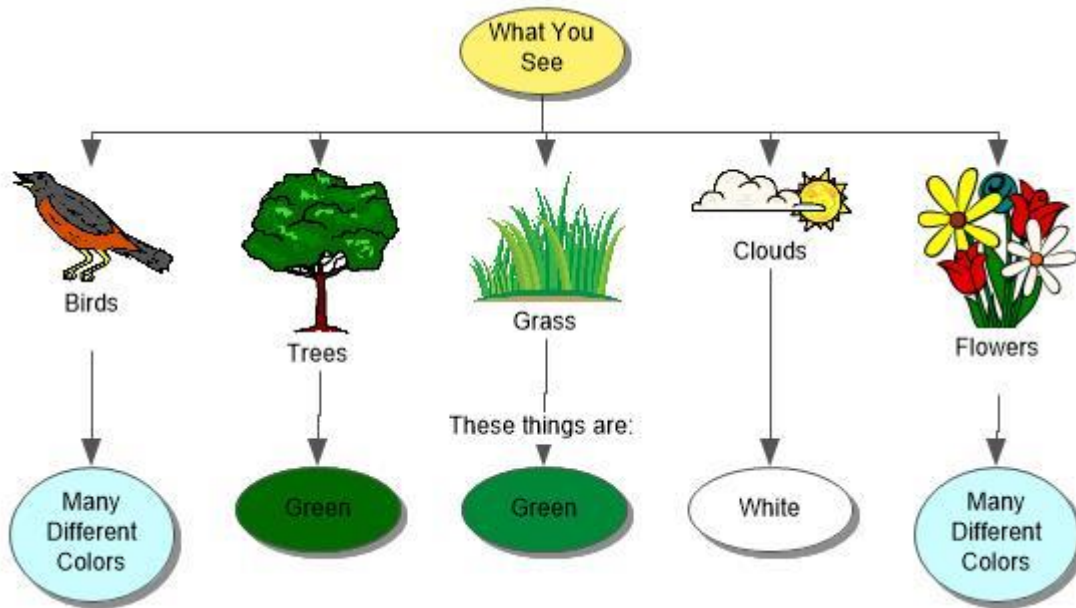 What You
See
Birds
Trees
Grass
Clouds
Flowers
These things are:
Many
Different
Colors
Green
Green
White
Many
Different
Colors